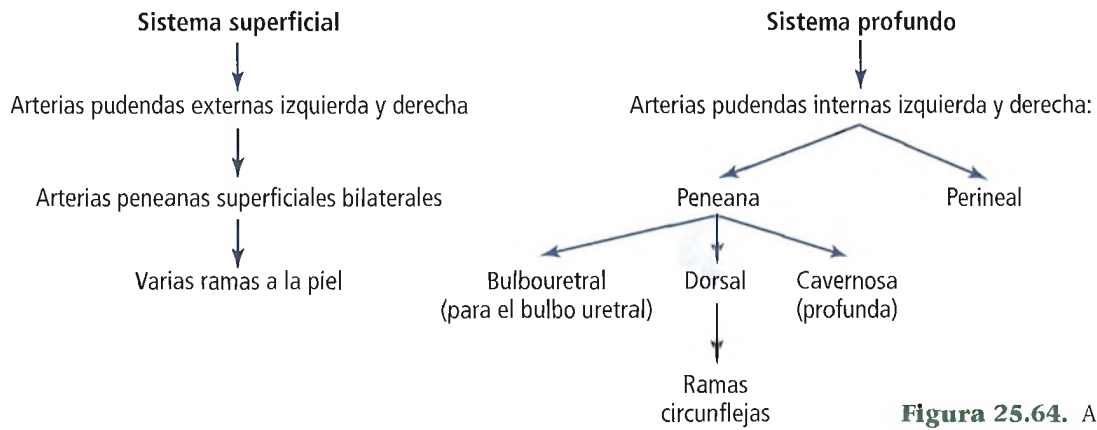 Sistema superficial
Arterias pudendas externas izquierda y derecha
Arterias peneanas superficiales bilaterales
Varias ramas a la piel
Sistema profundo
Arterias pudendas internas izquierda y derecha:
Peneana
Perineal
Bulbouretral
(para el bulbo uretral)
Dorsal
Cavernosa
(profunda)
Ramas
circunflejas
Figura 25.64. A